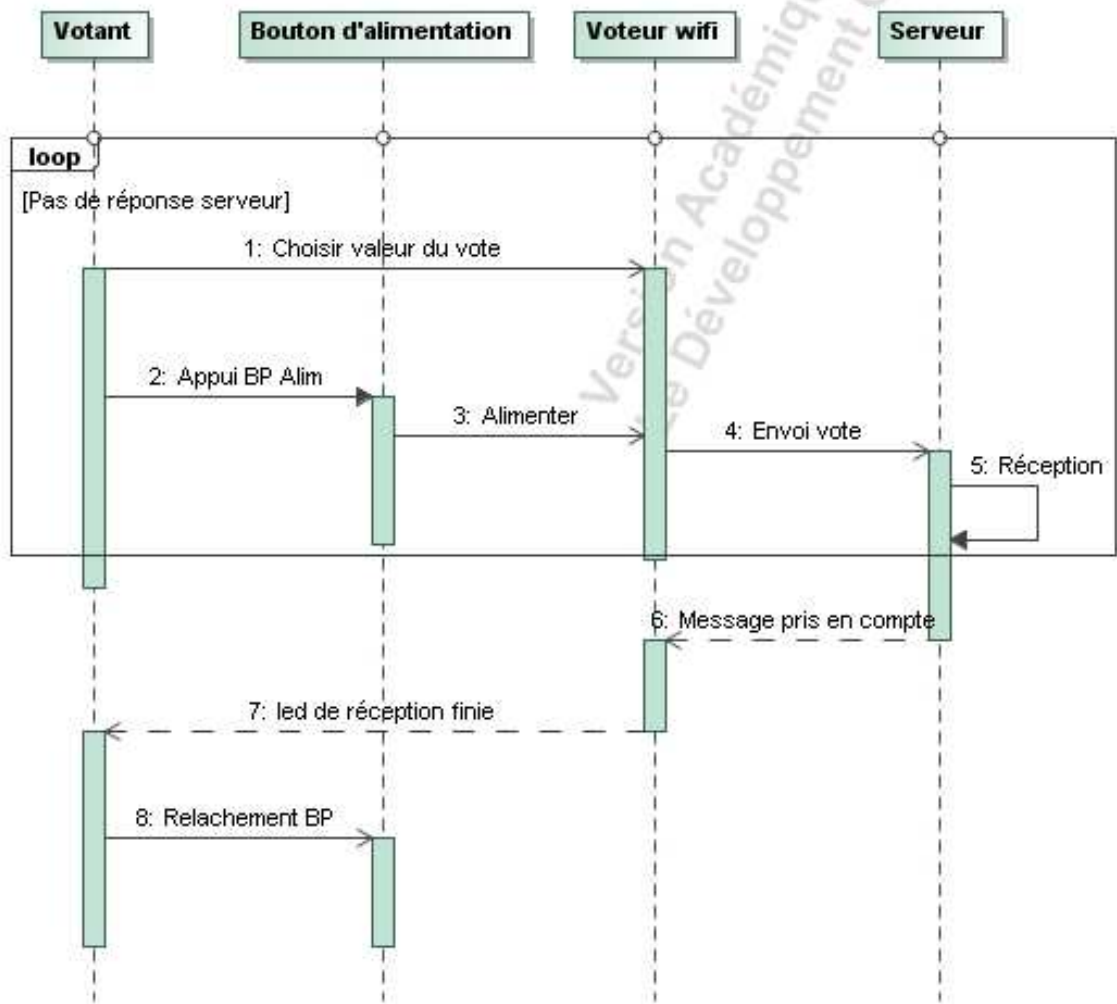 Votant
Bouton d'alimentation
Voteur wifi
Serveur
loop
[Pas de réponse serveur]
1: Choisir valeur du vote
2: Appui BP Alim
3: Alimenter
4: Envoi vote
5: Réception
6: Message pris en compte
7: led de réception finie
8: Relachement BP
Version Académique
Le Développement